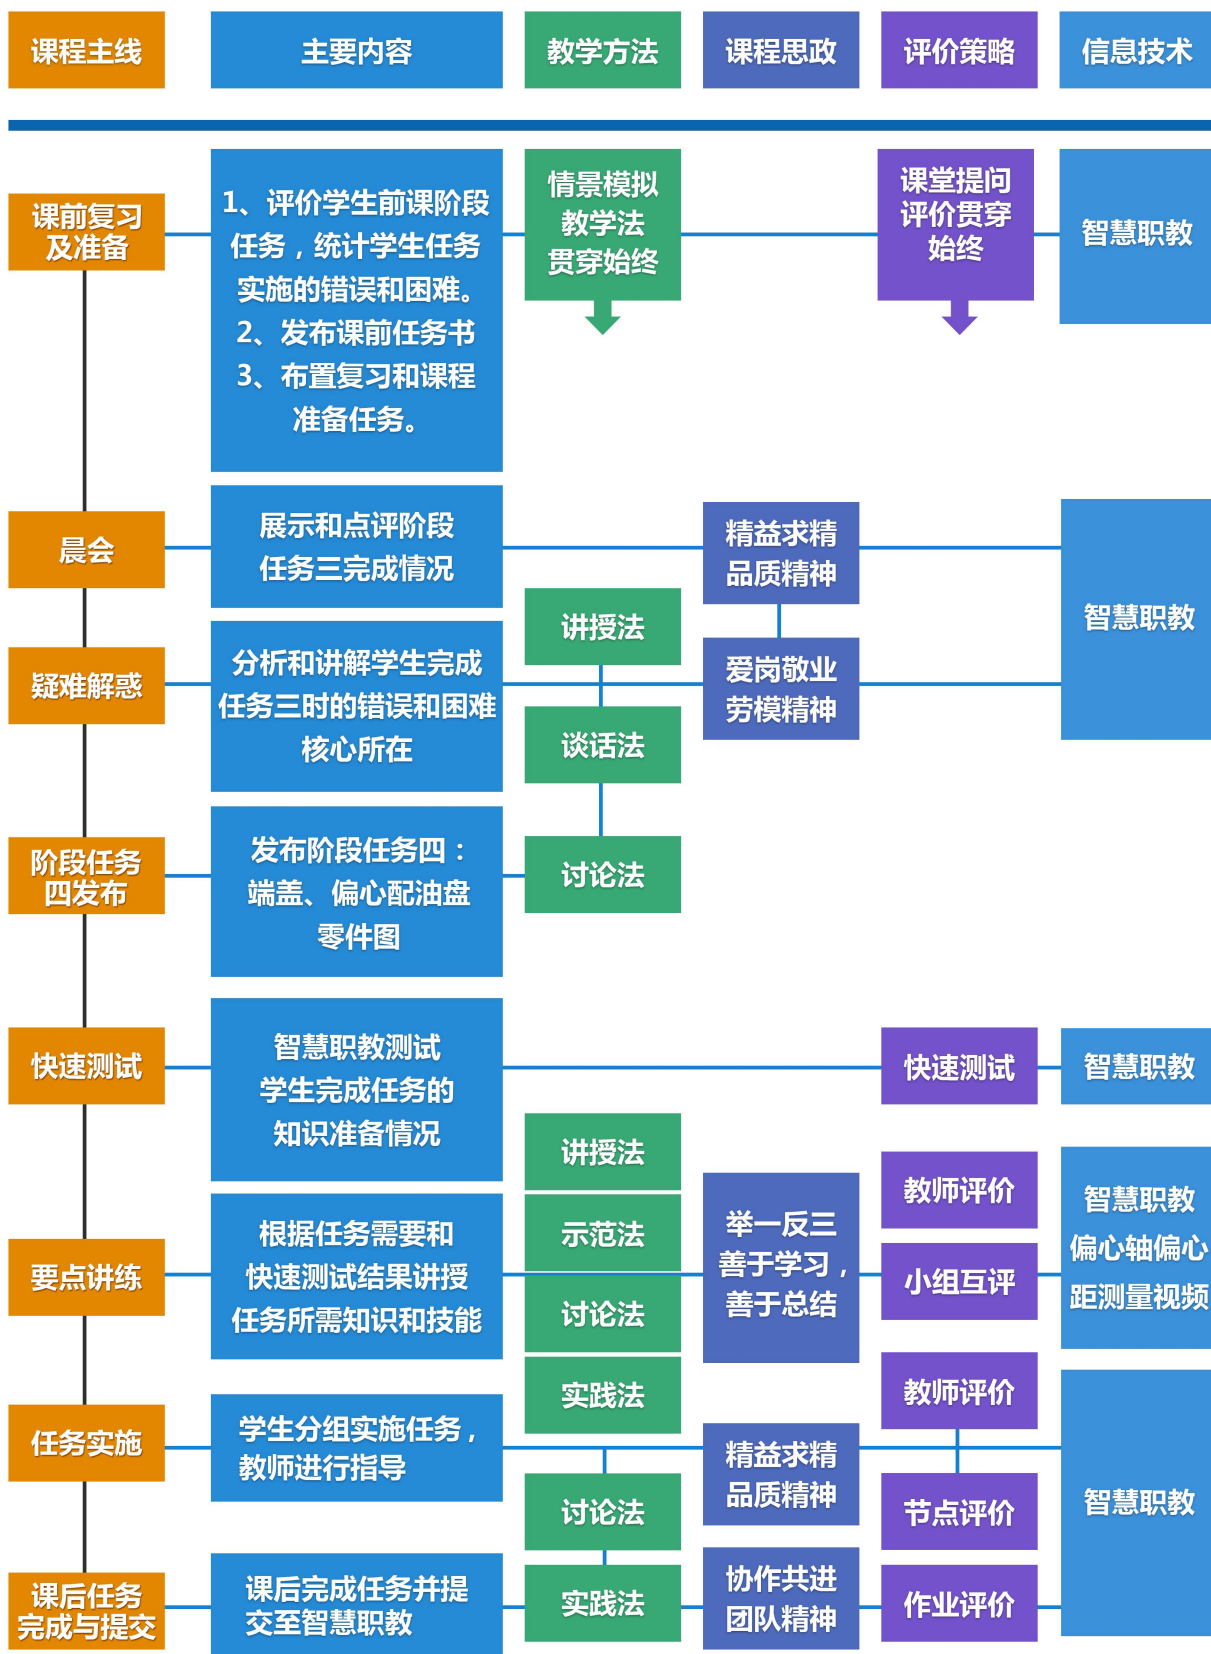 课程主线
主要内容
教学方法
课程思政
评价策略
信息技术
课前复习
及准备
1、评价学生前课阶段
任务，统计学生任务
实施的错误和困难。
2、发布课前任务书
3、布置复习和课程
准备任务。
情景模拟
教学法
贯穿始终
课堂提问
评价贯穿
始终
智慧职教
晨会
展示和点评阶段
任务三完成情况
精益求精
品质精神
智慧职教
疑难解惑
分析和讲解学生完成
任务三时的错误和困难
核心所在
讲授法
谈话法
爱岗敬业
劳模精神
阶段任务
四发布
发布阶段任务四：
端盖、偏心配油盘
零件图
讨论法
快速测试
智慧职教测试
学生完成任务的
知识准备情况
快速测试
智慧职教
要点讲练
根据任务需要和
快速测试结果讲授
任务所需知识和技能
讲授法
示范法
讨论法
实践法
举一反三
善于学习，
善于总结
教师评价
小组互评
智慧职教
偏心轴偏心
距测量视频
任务实施
学生分组实施任务，
教师进行指导
讨论法
精益求精
品质精神
教师评价
节点评价
智慧职教
课后任务
完成与提交
课后完成任务并提
交至智慧职教
实践法
协作共进
团队精神
作业评价